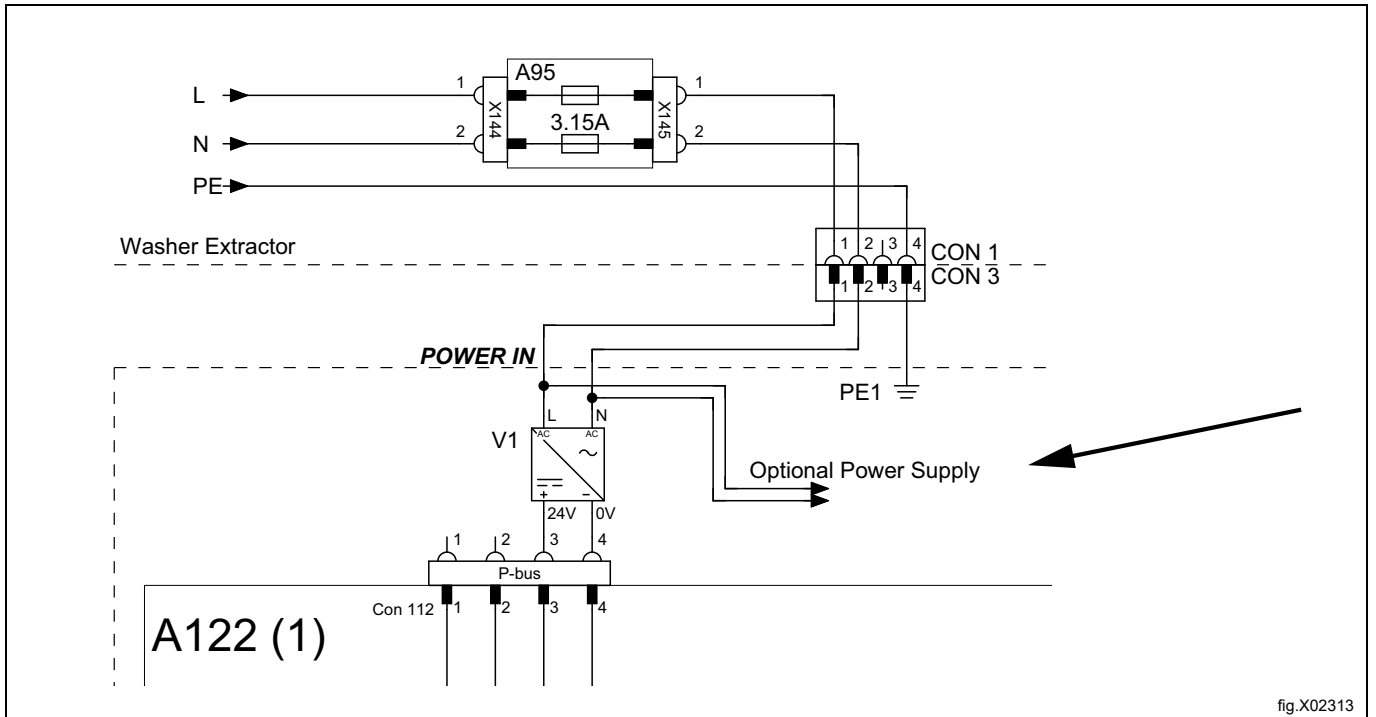 A95
L
1
1
X144
X145
3.15A
N
2
2
PE
Washer Extractor
1 2 3 4
CON 1
CON 3
1 2 3 4
POWER IN
PE1
L N
V1
AC AC
Optional Power Supply
+ -
24V 0V
1 2 3 4
P-bus
Con 112
1 2 3 4
A122 (1)
fig.X02313